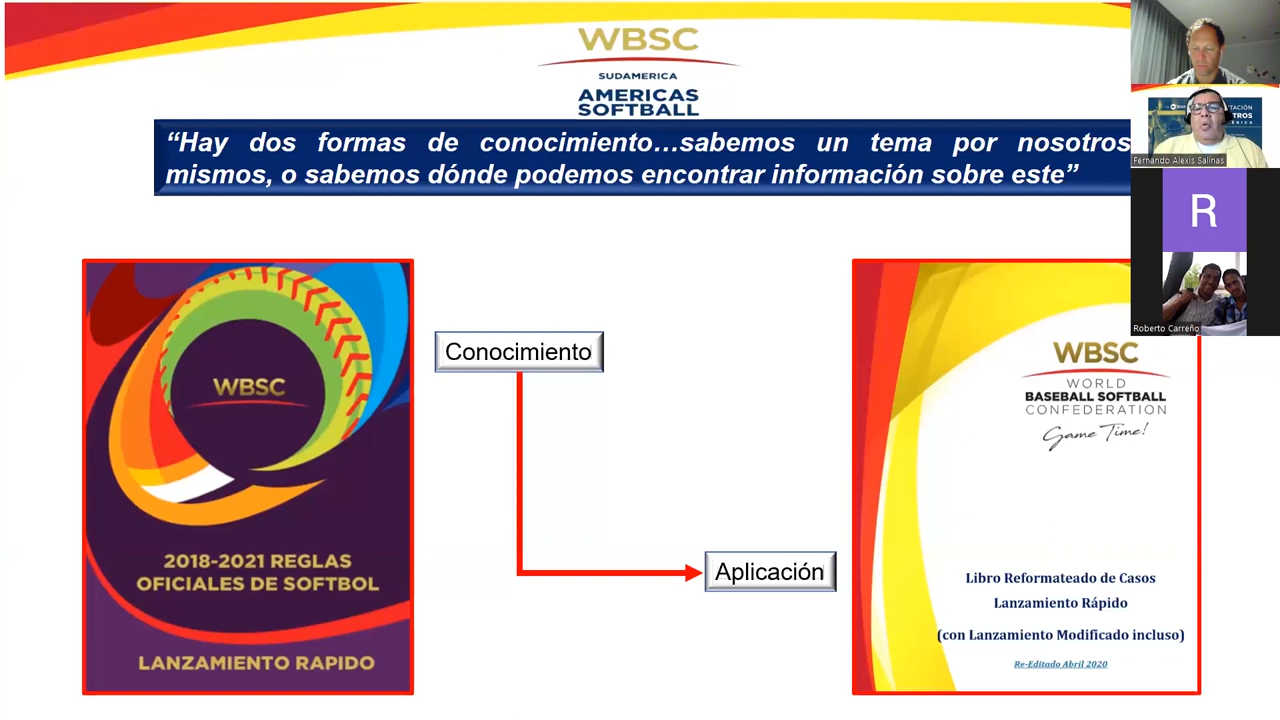 WBSC
SUDAMERICA
AMERICAS
SOFTBALL
“Hay dos formas de conocimiento…sabemos un tema por nosotros
mismos, o sabemos dónde podemos encontrar información sobre este”
TACIÓN
TROS
ÉRICA
Fernando Alexis Salinas
R
Roberto Carreño
WBSC
2018-2021 REGLAS
OFICIALES DE SOFTBOL
LANZAMIENTO RAPIDO
Conocimiento
Aplicación
WBSC
WORLD
BASEBALL SOFTBALL
CONFEDERATION
Game Time!
Libro Reformateado de Casos
Lanzamiento Rápido
(con Lanzamiento Modificado incluso)
Re-Editado Abril 2020